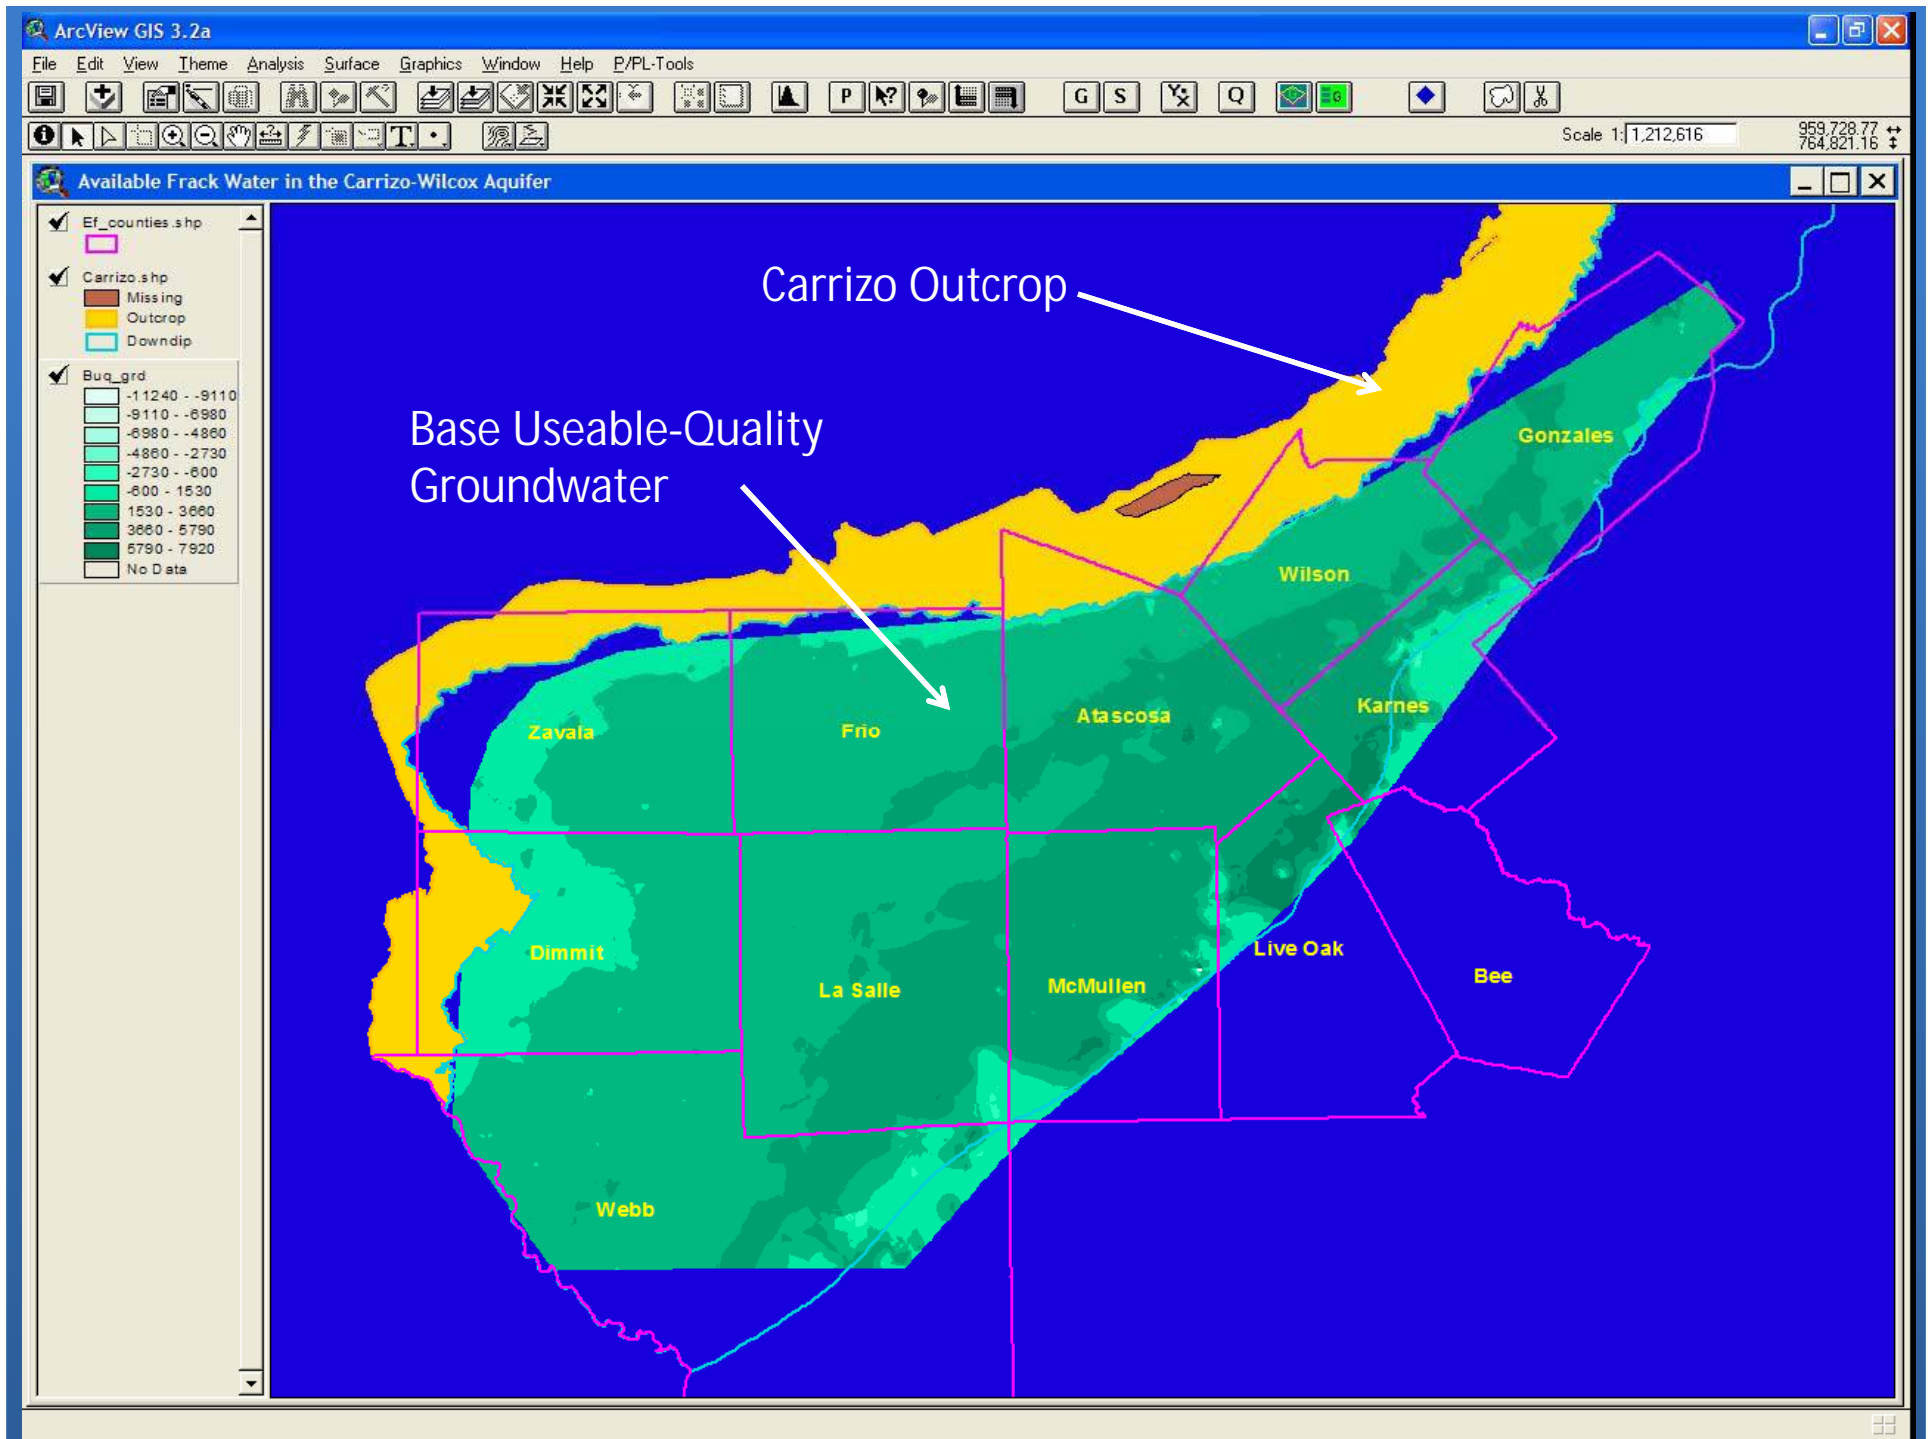 ArcView GIS 3.2a
File Edit View Theme Analysis Surface Graphics Window Help P/PL-Tools
P G S Q G
T Scale 1: 1,212,616 959,728.77
764,821.16
Available Frack Water in the Carrizo-Wilcox Aquifer
Ef_counties.shp
Carrizo.shp
Missing
Outcrop
Downdip
Buq_grd
-11240 - -9110
-9110 - -6980
-6980 - -4860
-4860 - -2730
-2730 - -600
-600 - 1530
1530 - 3660
3660 - 5790
5790 - 7920
No Data
Carrizo Outcrop
Base Useable-Quality
Groundwater
Gonzales
Wilson
Karnes
Atascosa
Frio
Zavala
Dimmit
La Salle
McMullen
Live Oak
Bee
Webb